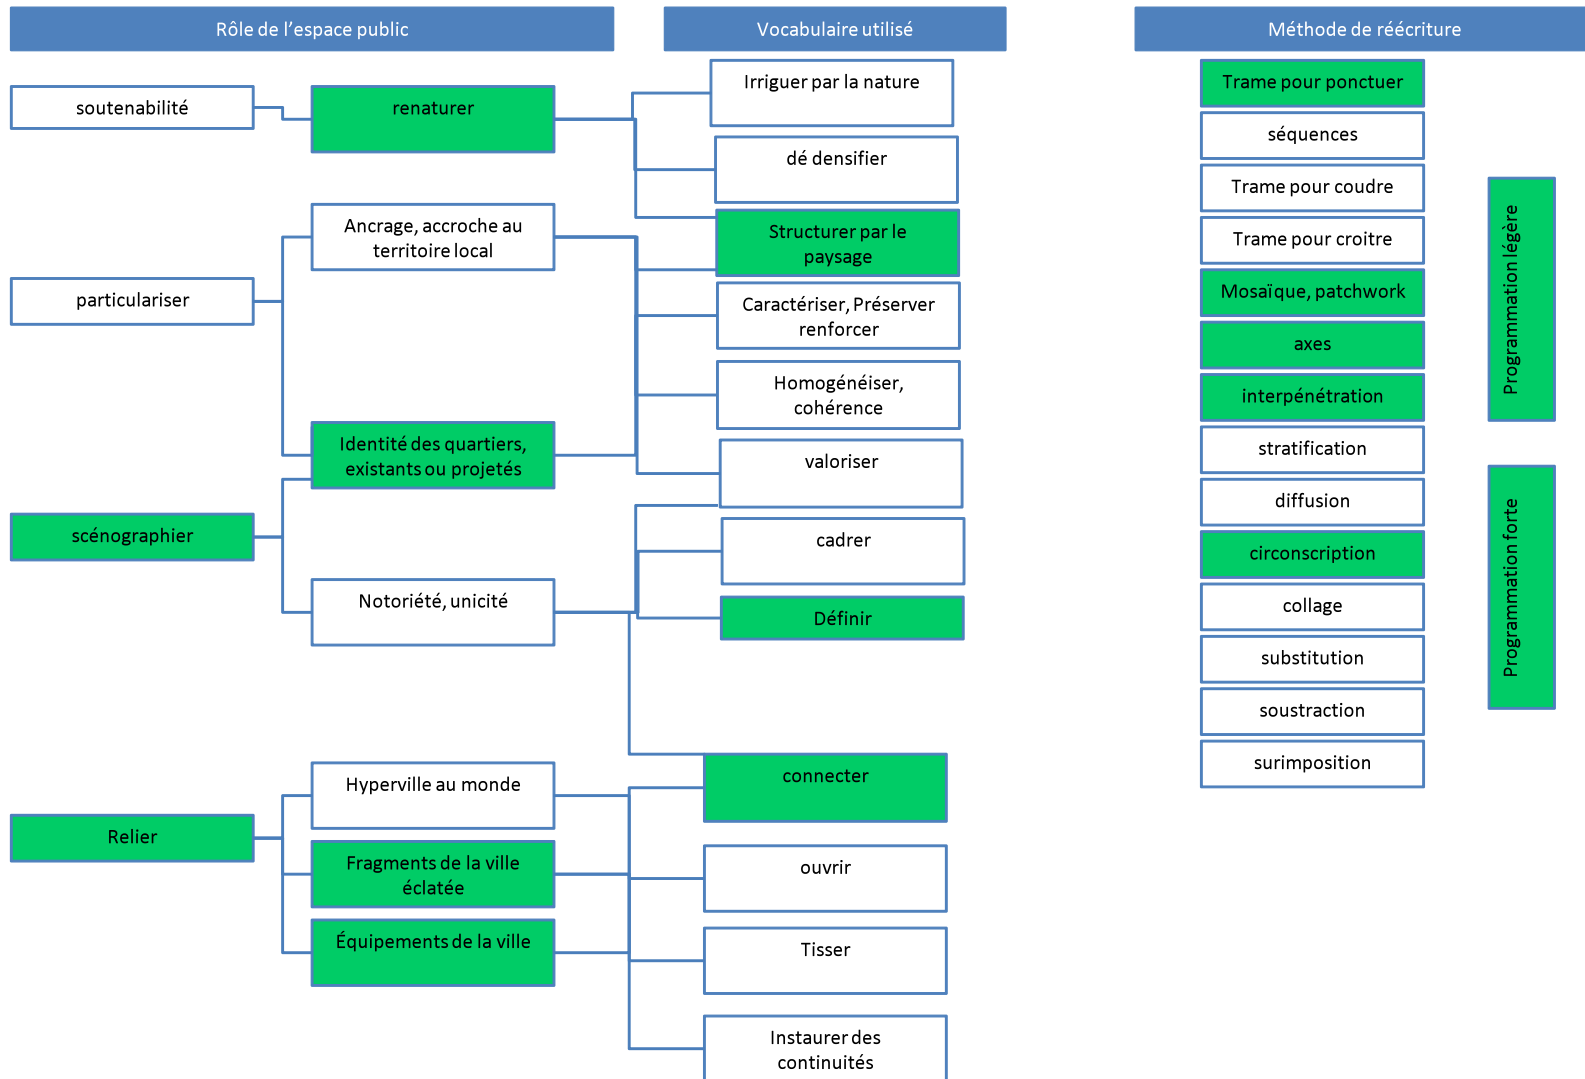 Rôle de l'espace public
Vocabulaire utilisé
Méthode de réécriture
soutenabilité
particulariser
scénographier
Relier
renaturer
Ancrage, accroche au
territoire local
Identité des quartiers,
existants ou projetés
Notoriété, unicité
Hyperville au monde
Fragments de la ville
éclatée
Équipements de la ville
Irriguer par la nature
dé densifier
Structurer par le
paysage
Caractériser, Préserver
renforcer
Homogénéiser,
cohérence
valoriser
cadrer
Définir
connecter
ouvrir
Tisser
Instaurer des
continuités
Trame pour ponctuer
séquences
Trame pour coudre
Trame pour croitre
Mosaïque, patchwork
axes
interpénétration
stratification
diffusion
circonscription
collage
substitution
soustraction
surimposition
Programmation légère
Programmation forte